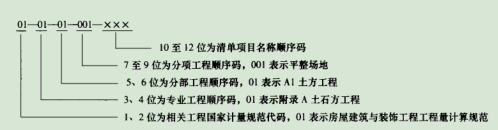 01—01—01—001—×××
10 至 12 位为清单项目名称顺序码
7 至 9 位为分项工程顺序码，001 表示平整场地
5、6 位为分部工程顺序码，01 表示 A1 土方工程
3、4 位为专业工程顺序码，01 表示附录 A 土石方工程
1、2 位为相关工程国家计量规范代码，01 表示房屋建筑与装饰工程工程量计算规范